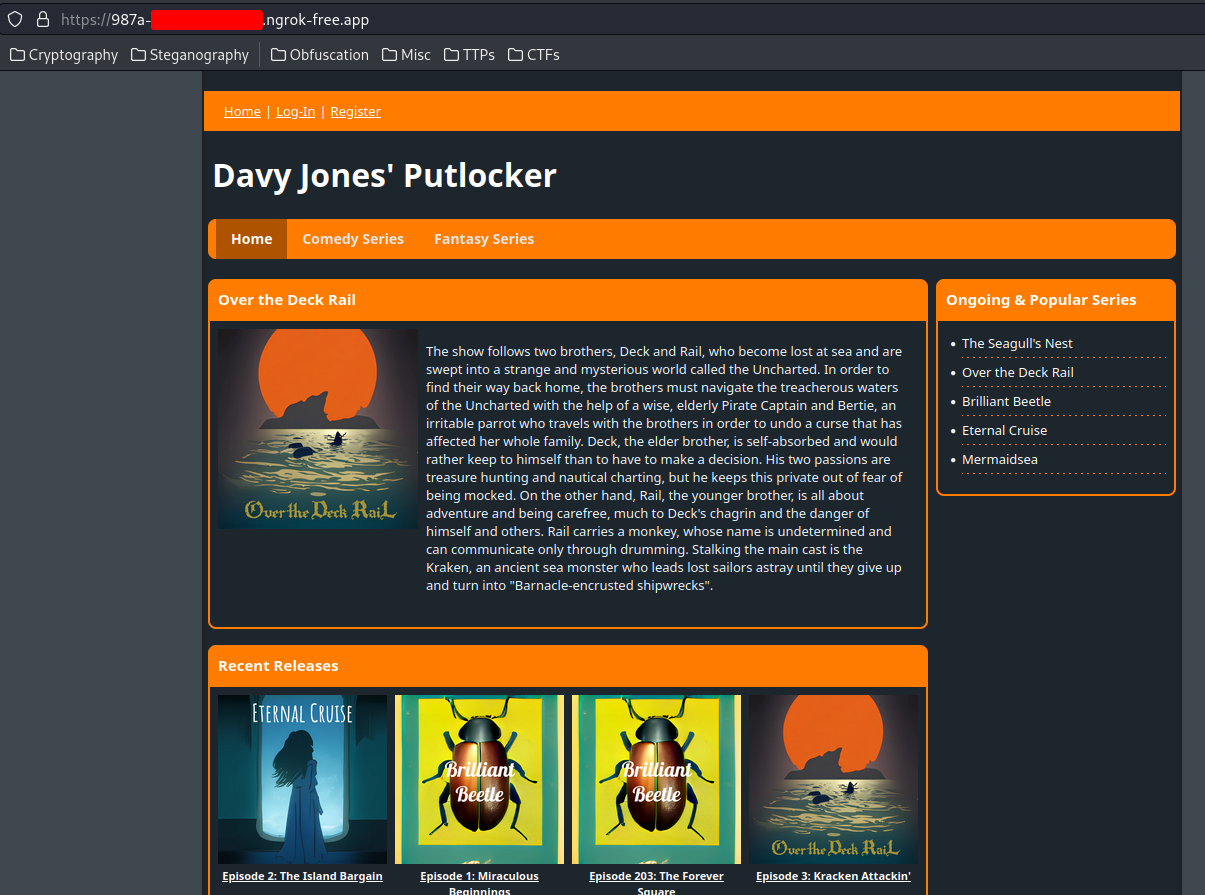 https://987a-.ngrok-free.app
Cryptography Steganography Obfuscation Misc TTPs CTFs
Home | Log-In | Register
Davy Jones' Putlocker
Home Comedy Series Fantasy Series
Over the Deck Rail
Over the Deck Rail
The show follows two brothers, Deck and Rail, who become lost at sea and are
swept into a strange and mysterious world called the Uncharted. In order to
find their way back home, the brothers must navigate the treacherous waters
of the Uncharted with the help of a wise, elderly Pirate Captain and Bertie, an
irritable parrot who travels with the brothers in order to undo a curse that has
affected her whole family. Deck, the elder brother, is self-absorbed and would
rather keep to himself than to have to make a decision. His two passions are
treasure hunting and nautical charting, but he keeps this private out of fear of
being mocked. On the other hand, Rail, the younger brother, is all about
adventure and being carefree, much to Deck's chagrin and the danger of
himself and others. Rail carries a monkey, whose name is undetermined and
can communicate only through drumming. Stalking the main cast is the
Kraken, an ancient sea monster who leads lost sailors astray until they give up
and turn into "Barnacle-encrusted shipwrecks".
Ongoing & Popular Series
The Seagull's Nest
Over the Deck Rail
Brilliant Beetle
Eternal Cruise
Mermaidsea
Recent Releases
Eternal Cruise
Brilliant
Beetle
Brilliant
Beetle
Over the Deck Rail
Episode 2: The Island Bargain
Episode 1: Miraculous
Beginnings
Episode 203: The Forever
Square
Episode 3: Kracken Attackin'